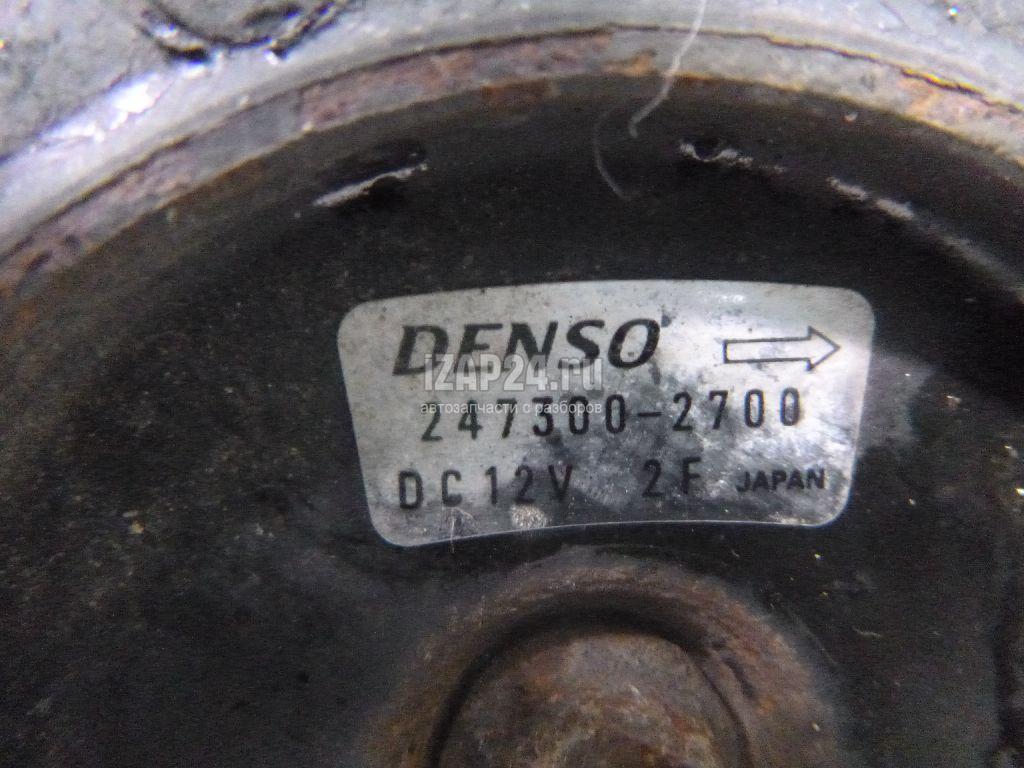 DENSO
iZAP24.ru
автозапчасти с разборов
247300-2700
DC12V 2F JAPAN